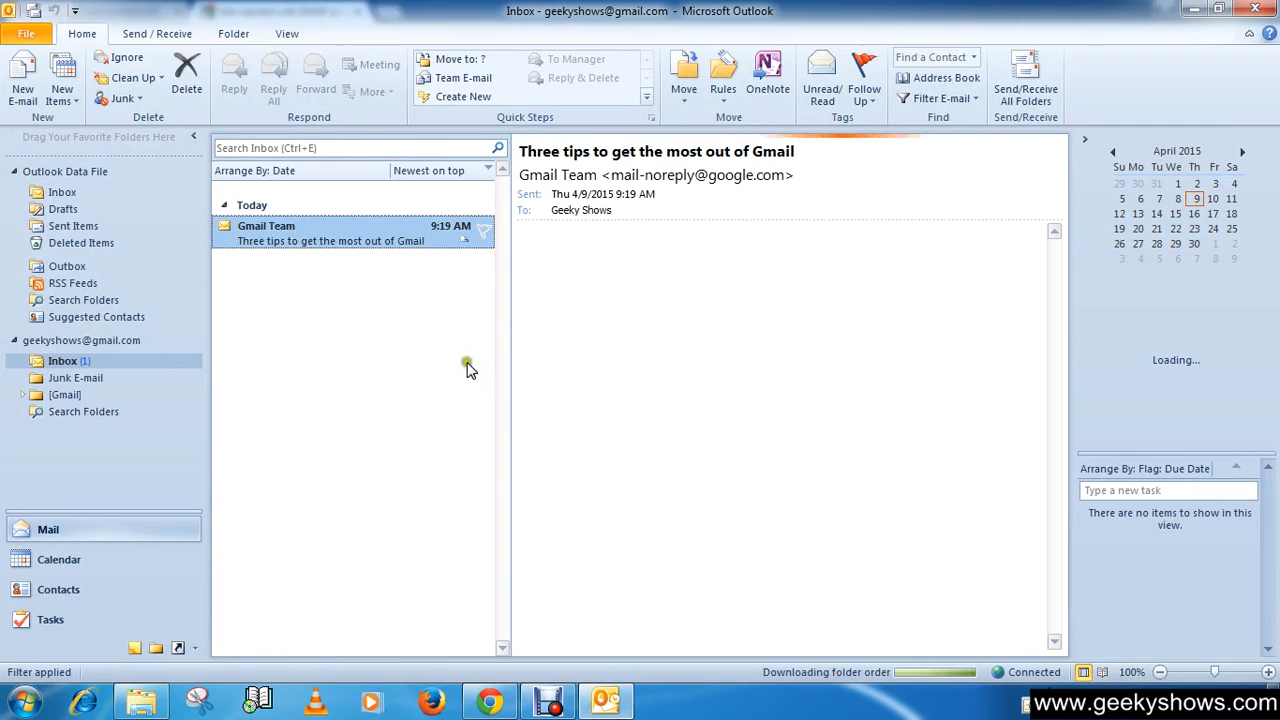 Inbox - geekyshows@gmail.com - Microsoft Outlook
File Home Send / Receive Folder View
New E-mail
New Items
Ignore
Clean Up
Junk
Delete
Delete
Reply
Reply All
Forward
Meeting
More
Respond
Move to: ?
Team E-mail
Create New
To Manager
Reply & Delete
Quick Steps
Move
Rules
OneNote
Move
Unread/ Read
Follow Up
Tags
Find a Contact
Address Book
Filter E-mail
Find
Send/Receive All Folders
Send/Receive
Drag Your Favorite Folders Here
Outlook Data File
Inbox
Drafts
Sent Items
Deleted Items
Outbox
RSS Feeds
Search Folders
Suggested Contacts
geekyshows@gmail.com
Inbox (1)
Junk E-mail
[Gmail]
Search Folders
Mail
Calendar
Contacts
Tasks
Search Inbox (Ctrl+E)
Arrange By: Date Newest on top
Today
Gmail Team 9:19 AM
Three tips to get the most out of Gmail
Three tips to get the most out of Gmail
Gmail Team <mail-noreply@google.com>
Sent: Thu 4/9/2015 9:19 AM
To: Geeky Shows
April 2015
Su Mo Tu We Th Fr Sa
29 30 31 1 2 3 4
5 6 7 8 9 10 11
12 13 14 15 16 17 18
19 20 21 22 23 24 25
26 27 28 29 30 1 2
3 4 5 6 7 8 9
Loading...
Arrange By: Flag: Due Date
Type a new task
There are no items to show in this
view.
Filter applied
Downloading folder order
Connected
100%
www.geekyshows.com